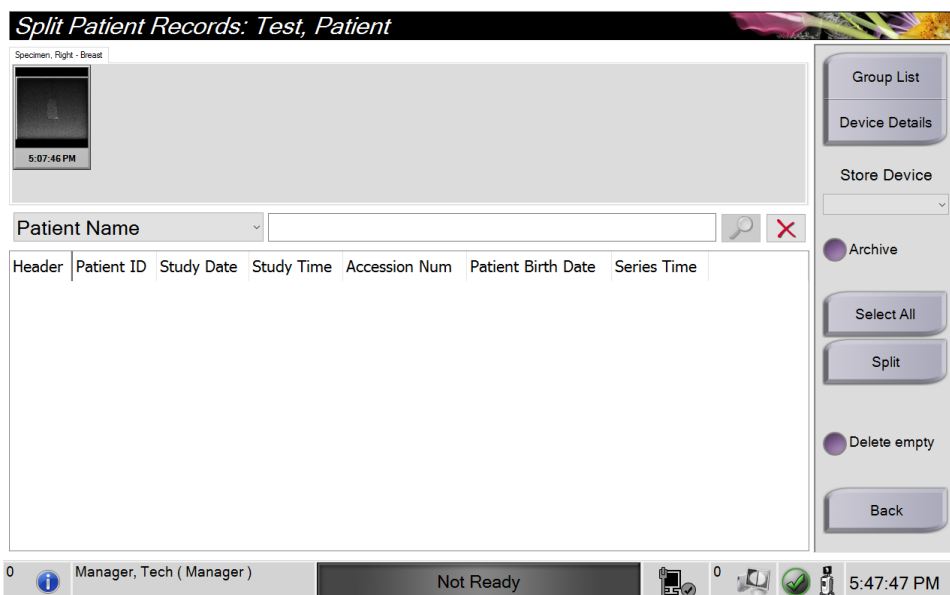 Split Patient Records: Test, Patient
Specimen, Right - Breast
5:07:46 PM
Group List
Device Details
Store Device
Patient Name
Archive
Header Patient ID Study Date Study Time Accession Num Patient Birth Date Series Time
Select All
Split
Delete empty
Back
0 Manager, Tech ( Manager ) Not Ready 0 5:47:47 PM